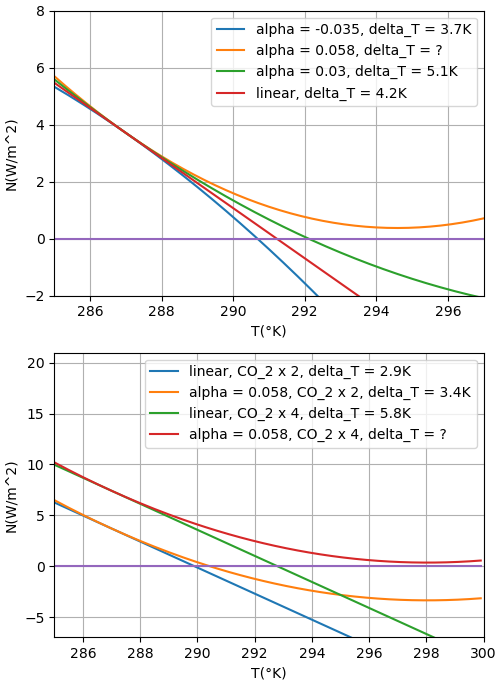 8
6
4
2
0
−2
N(W/m^2)
alpha = -0.035, delta_T = 3.7K
alpha = 0.058, delta_T = ?
alpha = 0.03, delta_T = 5.1K
linear, delta_T = 4.2K
286 288 290 292 294 296
T(°K)
20
15
10
5
0
−5
N(W/m^2)
linear, CO_2 x 2, delta_T = 2.9K
alpha = 0.058, CO_2 x 2, delta_T = 3.4K
linear, CO_2 x 4, delta_T = 5.8K
alpha = 0.058, CO_2 x 4, delta_T = ?
286 288 290 292 294 296 298 300
T(°K)